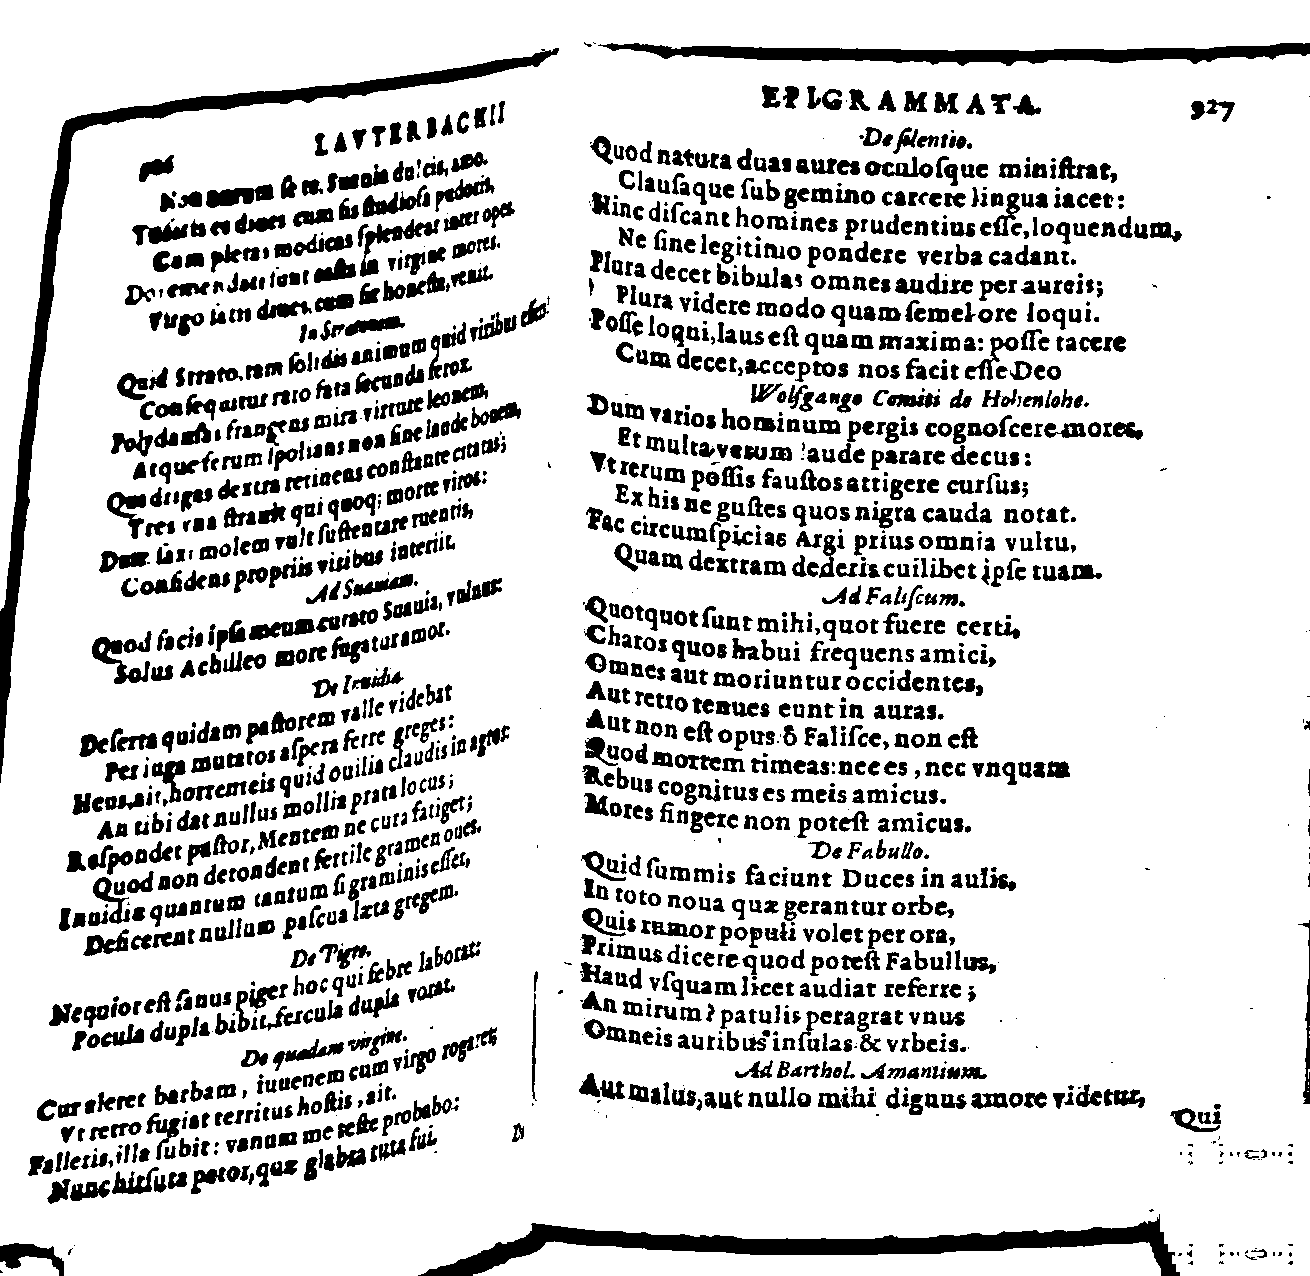 LAVTERBACHII
Non nurum te Suauia dulcis, amo.
cum sis studiosa pudoris,
modicas splendeat inter opes.
casta in virgine mores.
Virgo satis diues, cum sit honesta, venit.
In Stratonem.
Quid Strato, tam solidis animum quid viribus effers?
Consequitur raro fata secunda ferox.
Polydamas frangens mira virtute leonem,
Atque ferum spolians non sine laude bouem,
Quadrigas dextra retinens constante citatas;
Tres vna strauit qui quoq; morte viros:
Dum saxi molem vult sustentare ruentis,
Confidens propriis viribus interiit.
Ad Suauiam.
Quod facis ipsa meum curato Suauia, vulnus:
Solus Achilleo more fugatur amor.
De Inuidia.
Deserta quidam pastorem valle videbat
Per iuga mutatos aspera ferre greges:
Heus, ait, horrenteis quid ouilia claudis in agros?
An tibi dat nullus mollia prata locus;
Respondet pastor, Mentem ne cura fatiget;
Quod non detondent fertile gramen oues.
Inuidiæ quantum tantum si graminis esset,
Deficerent nullum pascua læta gregem.
De Pigro.
Nequior est sanus piger hoc qui febre laborat:
Pocula dupla bibit, fercula dupla vorat.
De quadam virgine.
Cur aleret barbam, iuuenem cum virgo rogaret;
Vt retro fugiat territus hostis, ait.
Falleris, illa subit: vanum me teste probabo:
Nunc hirsuta petor, quæ glabra tuta fui.
EPIGRAMMATA. 927
De silentio.
Quod natura duas aures oculosque ministrat,
Clausaque sub gemino carcere lingua iacet:
Hinc discant homines prudentius esse, loquendum,
Ne sine legitimo pondere verba cadant.
Plura decet bibulas omnes audire per aureis;
Plura videre modo quam semel ore loqui.
Posse loqui, laus est quam maxima: posse tacere
Cum decet, acceptos nos facit esse Deo
Wolfgango Comiti de Hohenlohe.
Dum varios hominum pergis cognoscere mores,
Et multa verum laude parare decus:
Vt rerum possis faustos attigere cursus;
Ex his ne gustes quos nigra cauda notat.
Fac circumspicias Argi prius omnia vultu,
Quam dextram dederis cuilibet ipse tuam.
Ad Faliscum.
Quotquot sunt mihi, quot fuere certi,
Charos quos habui frequens amici,
Omnes aut moriuntur occidentes,
Aut retro tenues eunt in auras.
Aut non est opus ô Falisce, non est
Quod mortem timeas: nec es, nec vnquam
Rebus cognitus es meis amicus.
Mores fingere non potest amicus.
De Fabullo.
Quid summis faciunt Duces in aulis,
In toto noua quæ gerantur orbe,
Quis rumor populi volet per ora,
Primus dicere quod potest Fabullus,
Haud vsquam licet audiat referre;
An mirum? patulis peragrat vnus
Omneis auribus insulas & vrbeis.
Ad Barthol. Amantium.
Aut malus, aut nullo mihi dignus amore videtur,
Qui